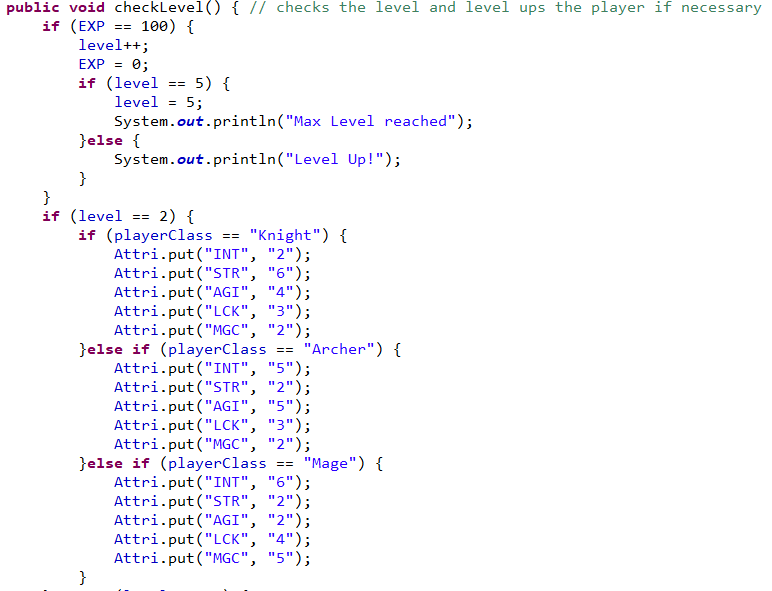 public void checkLevel() { // checks the level and level ups the player if necessary
    if (EXP == 100) {
        level++;
        EXP = 0;
        if (level == 5) {
            level = 5;
            System.out.println("Max Level reached");
        }else {
            System.out.println("Level Up!");
        }
    }
    if (level == 2) {
        if (playerClass == "Knight") {
            Attri.put("INT", "2");
            Attri.put("STR", "6");
            Attri.put("AGI", "4");
            Attri.put("LCK", "3");
            Attri.put("MGC", "2");
        }else if (playerClass == "Archer") {
            Attri.put("INT", "5");
            Attri.put("STR", "2");
            Attri.put("AGI", "5");
            Attri.put("LCK", "3");
            Attri.put("MGC", "2");
        }else if (playerClass == "Mage") {
            Attri.put("INT", "6");
            Attri.put("STR", "2");
            Attri.put("AGI", "2");
            Attri.put("LCK", "4");
            Attri.put("MGC", "5");
        }